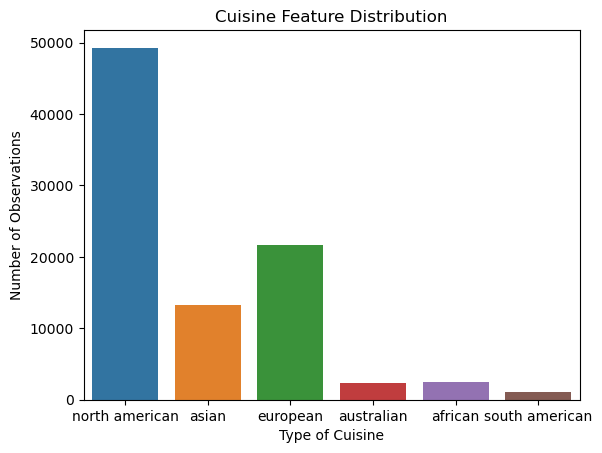 Cuisine Feature Distribution
Number of Observations
50000
40000
30000
20000
10000
0
north american asian european australian african south american
Type of Cuisine